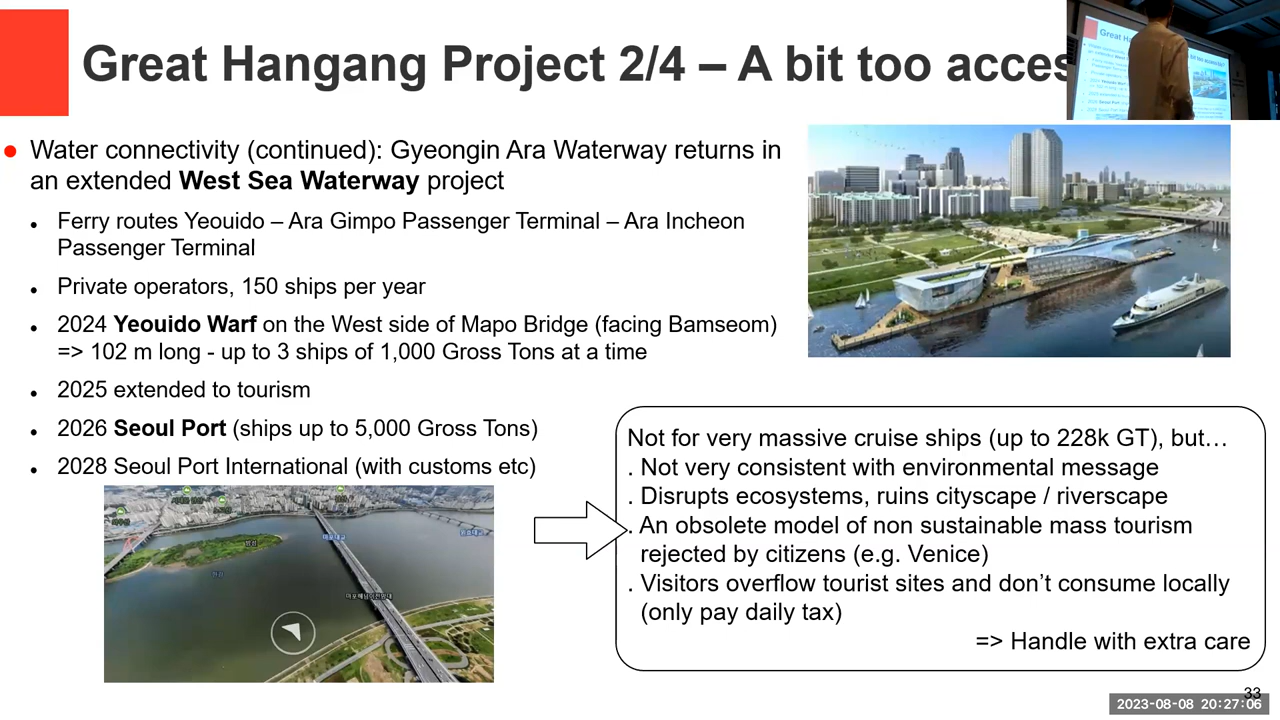 Great Hangang Project 2/4 – A bit too acces
● Water connectivity (continued): Gyeongin Ara Waterway returns in
an extended West Sea Waterway project
● Ferry routes Yeouido – Ara Gimpo Passenger Terminal – Ara Incheon
Passenger Terminal
● Private operators, 150 ships per year
● 2024 Yeouido Warf on the West side of Mapo Bridge (facing Bamseom)
=> 102 m long - up to 3 ships of 1,000 Gross Tons at a time
● 2025 extended to tourism
● 2026 Seoul Port (ships up to 5,000 Gross Tons)
● 2028 Seoul Port International (with customs etc)
밤섬
마포대교
Not for very massive cruise ships (up to 228k GT), but…
. Not very consistent with environmental message
. Disrupts ecosystems, ruins cityscape / riverscape
. An obsolete model of non sustainable mass tourism
rejected by citizens (e.g. Venice)
. Visitors overflow tourist sites and don’t consume locally
(only pay daily tax)
=> Handle with extra care
33
2023-08-08 20:27:06